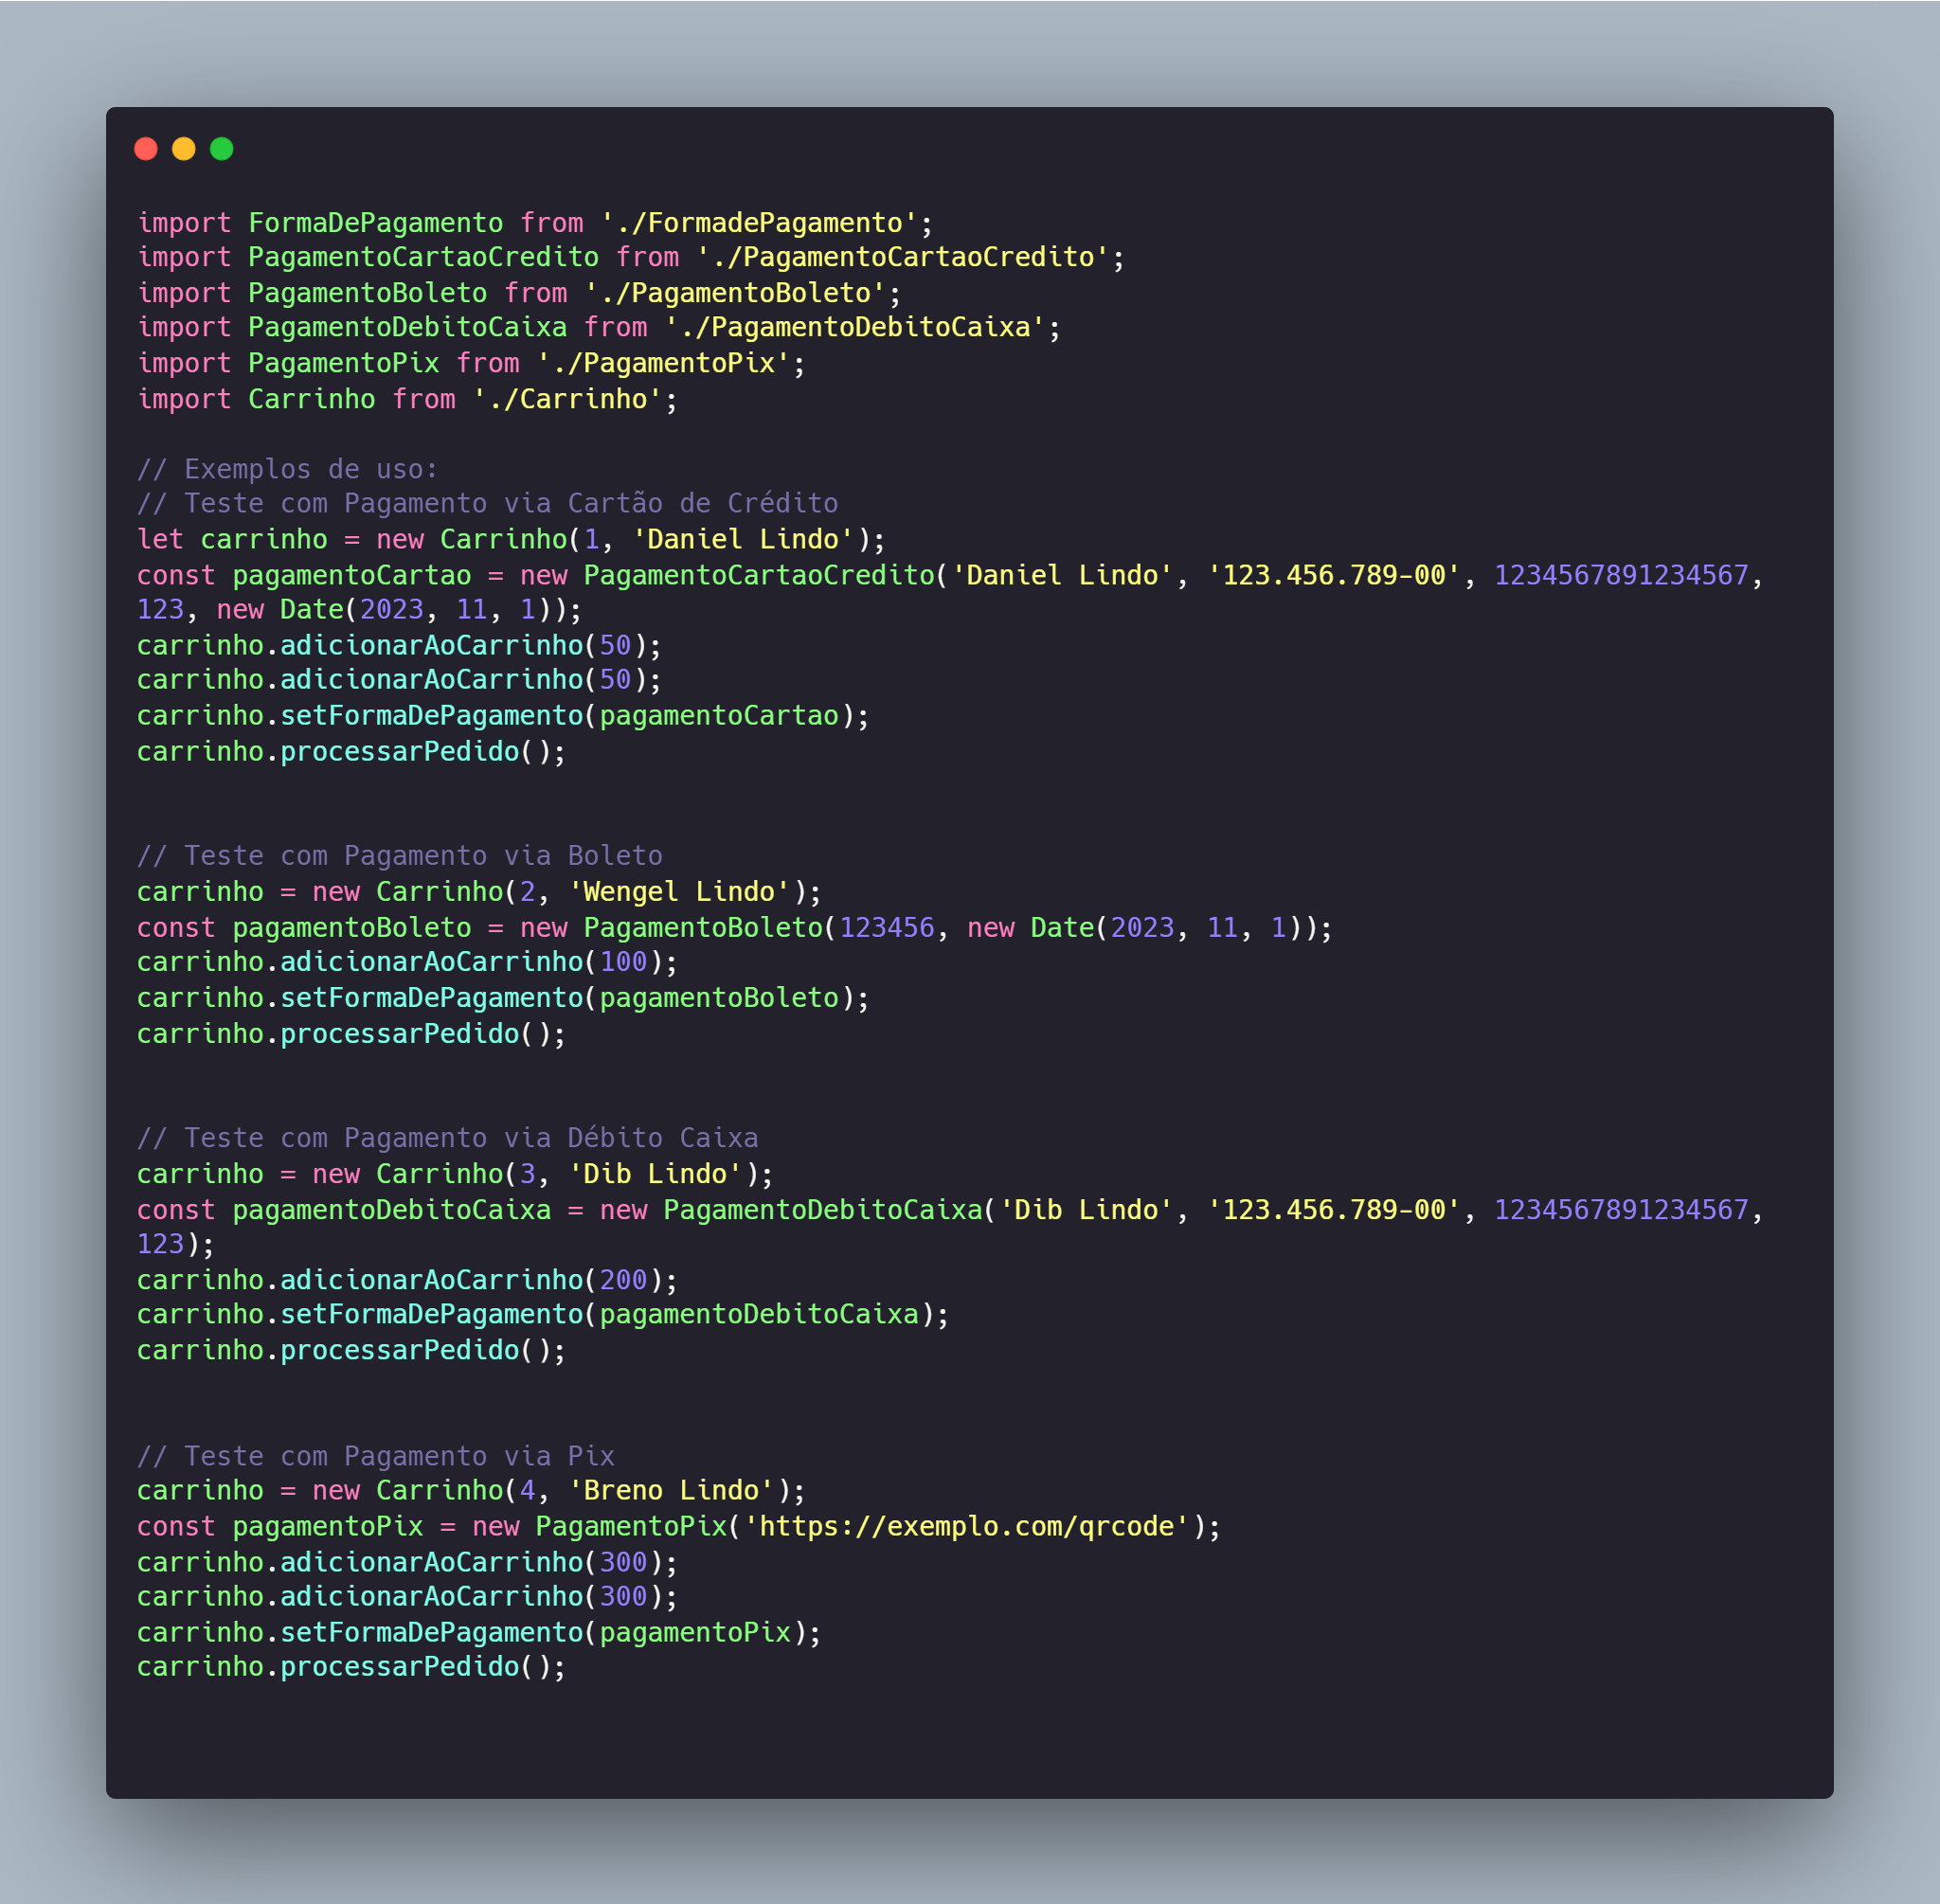 import FormaDePagamento from './FormadePagamento';
import PagamentoCartaoCredito from './PagamentoCartaoCredito';
import PagamentoBoleto from './PagamentoBoleto';
import PagamentoDebitoCaixa from './PagamentoDebitoCaixa';
import PagamentoPix from './PagamentoPix';
import Carrinho from './Carrinho';
// Exemplos de uso:
// Teste com Pagamento via Cartão de Crédito
let carrinho = new Carrinho(1, 'Daniel Lindo');
const pagamentoCartao = new PagamentoCartaoCredito('Daniel Lindo', '123.456.789-00', 1234567891234567,
123, new Date(2023, 11, 1));
carrinho.adicionarAoCarrinho(50);
carrinho.adicionarAoCarrinho(50);
carrinho.setFormaDePagamento(pagamentoCartao);
carrinho.processarPedido();
// Teste com Pagamento via Boleto
carrinho = new Carrinho(2, 'Wengel Lindo');
const pagamentoBoleto = new PagamentoBoleto(123456, new Date(2023, 11, 1));
carrinho.adicionarAoCarrinho(100);
carrinho.setFormaDePagamento(pagamentoBoleto);
carrinho.processarPedido();
// Teste com Pagamento via Débito Caixa
carrinho = new Carrinho(3, 'Dib Lindo');
const pagamentoDebitoCaixa = new PagamentoDebitoCaixa('Dib Lindo', '123.456.789-00', 1234567891234567,
123);
carrinho.adicionarAoCarrinho(200);
carrinho.setFormaDePagamento(pagamentoDebitoCaixa);
carrinho.processarPedido();
// Teste com Pagamento via Pix
carrinho = new Carrinho(4, 'Breno Lindo');
const pagamentoPix = new PagamentoPix('https://exemplo.com/qrcode');
carrinho.adicionarAoCarrinho(300);
carrinho.adicionarAoCarrinho(300);
carrinho.setFormaDePagamento(pagamentoPix);
carrinho.processarPedido();